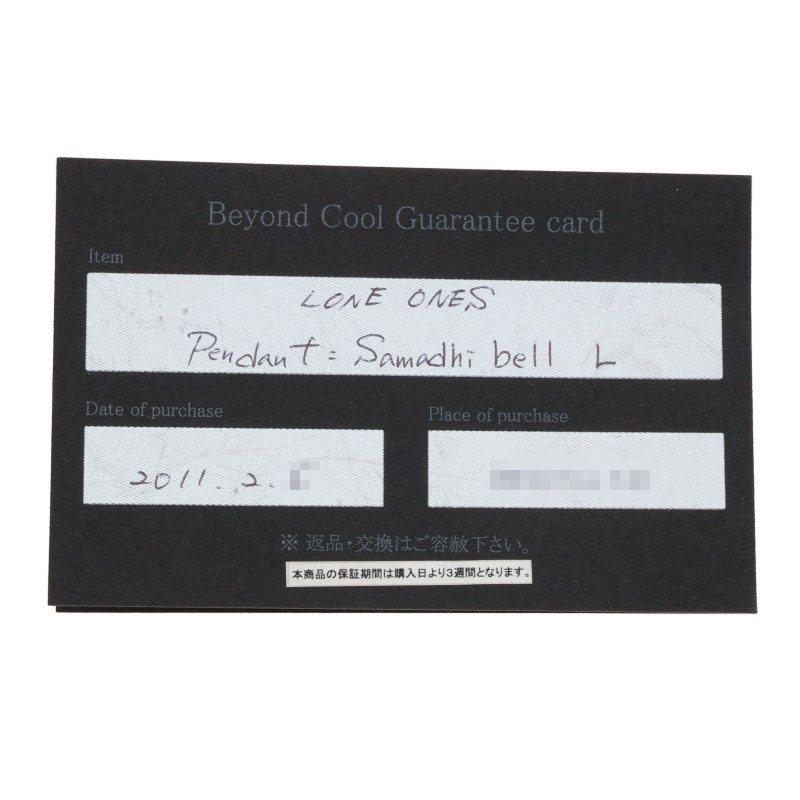 Beyond Cool Guarantee card
Item
LONE ONES
Pendant = Samadhi bell L
Date of purchase
Place of purchase
2011. 2.
※ 返品・交換はご容赦下さい。
本商品の保証期間は購入日より3週間となります。